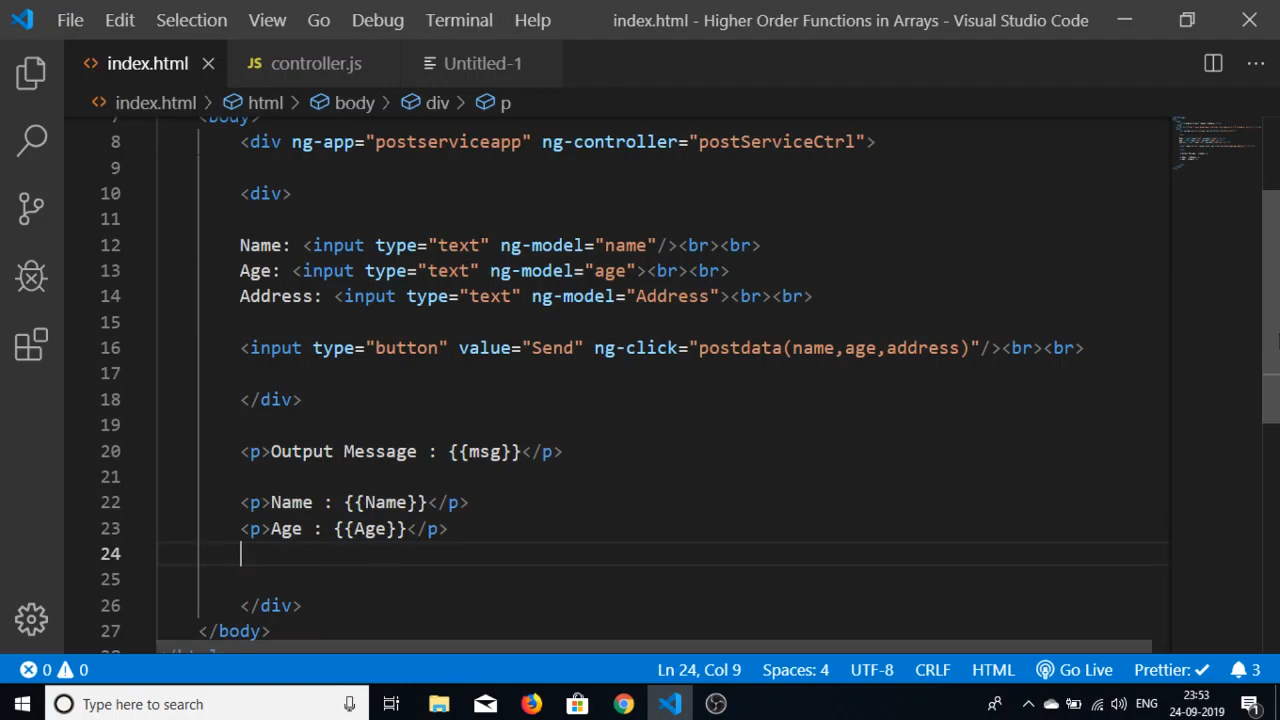 File Edit Selection View Go Debug Terminal Help index.html - Higher Order Functions in Arrays - Visual Studio Code
index.html JS controller.js Untitled-1
index.html > html > body > div > p
7 <body>
8 <div ng-app="postserviceapp" ng-controller="postServiceCtrl">
9
10 <div>
11
12 Name: <input type="text" ng-model="name"/><br><br>
13 Age: <input type="text" ng-model="age"><br><br>
14 Address: <input type="text" ng-model="Address"><br><br>
15
16 <input type="button" value="Send" ng-click="postdata(name,age,address)"/><br><br>
17
18 </div>
19
20 <p>Output Message : {{msg}}</p>
21
22 <p>Name : {{Name}}</p>
23 <p>Age : {{Age}}</p>
24
25
26 </div>
27 </body>
28 </html>
0 0 Ln 24, Col 9 Spaces: 4 UTF-8 CRLF HTML Go Live Prettier: ✓ 3
Type here to search ENG 23:53
24-09-2019 1